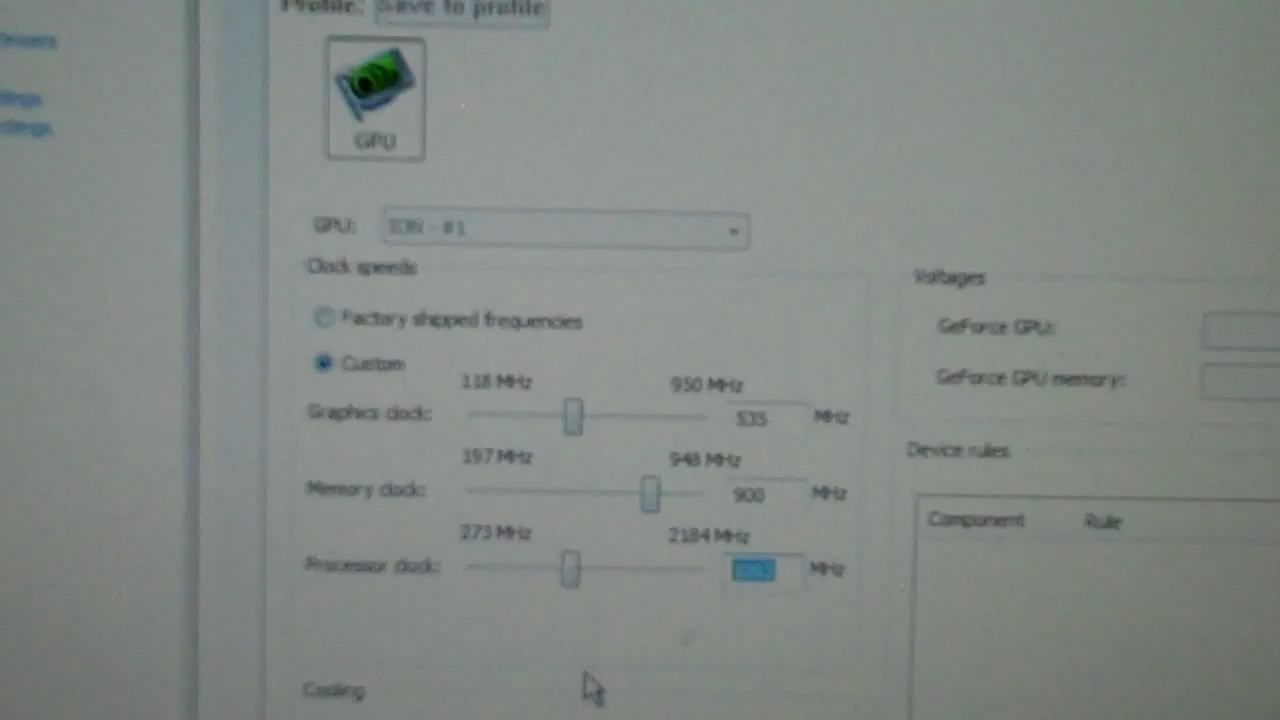 Profile: Save to profile
GPU
GPU: ION - #1
Clock speeds
Voltages
Factory shipped frequencies
GeForce GPU:
Custom
GeForce GPU memory:
118 MHz 950 MHz
Graphics clock: 535 MHz
Device rules
197 MHz 948 MHz
Memory clock: 900 MHz
Component Rule
273 MHz 2184 MHz
Processor clock: MHz
Cooling